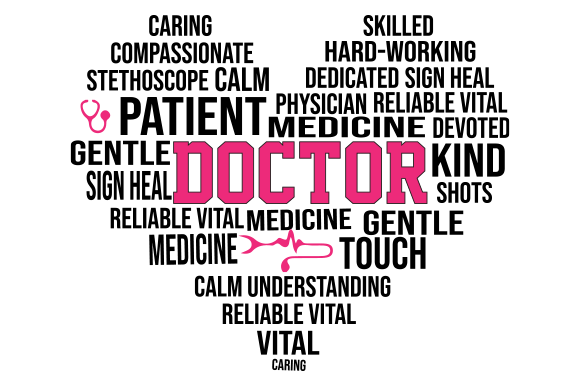 CARING SKILLED
COMPASSIONATE HARD-WORKING
STETHOSCOPE CALM DEDICATED SIGN HEAL
PATIENT PHYSICIAN RELIABLE VITAL
MEDICINE DEVOTED
GENTLE DOCTOR KIND
SIGN HEAL SHOTS
RELIABLE VITAL MEDICINE GENTLE
MEDICINE TOUCH
CALM UNDERSTANDING
RELIABLE VITAL
VITAL
CARING